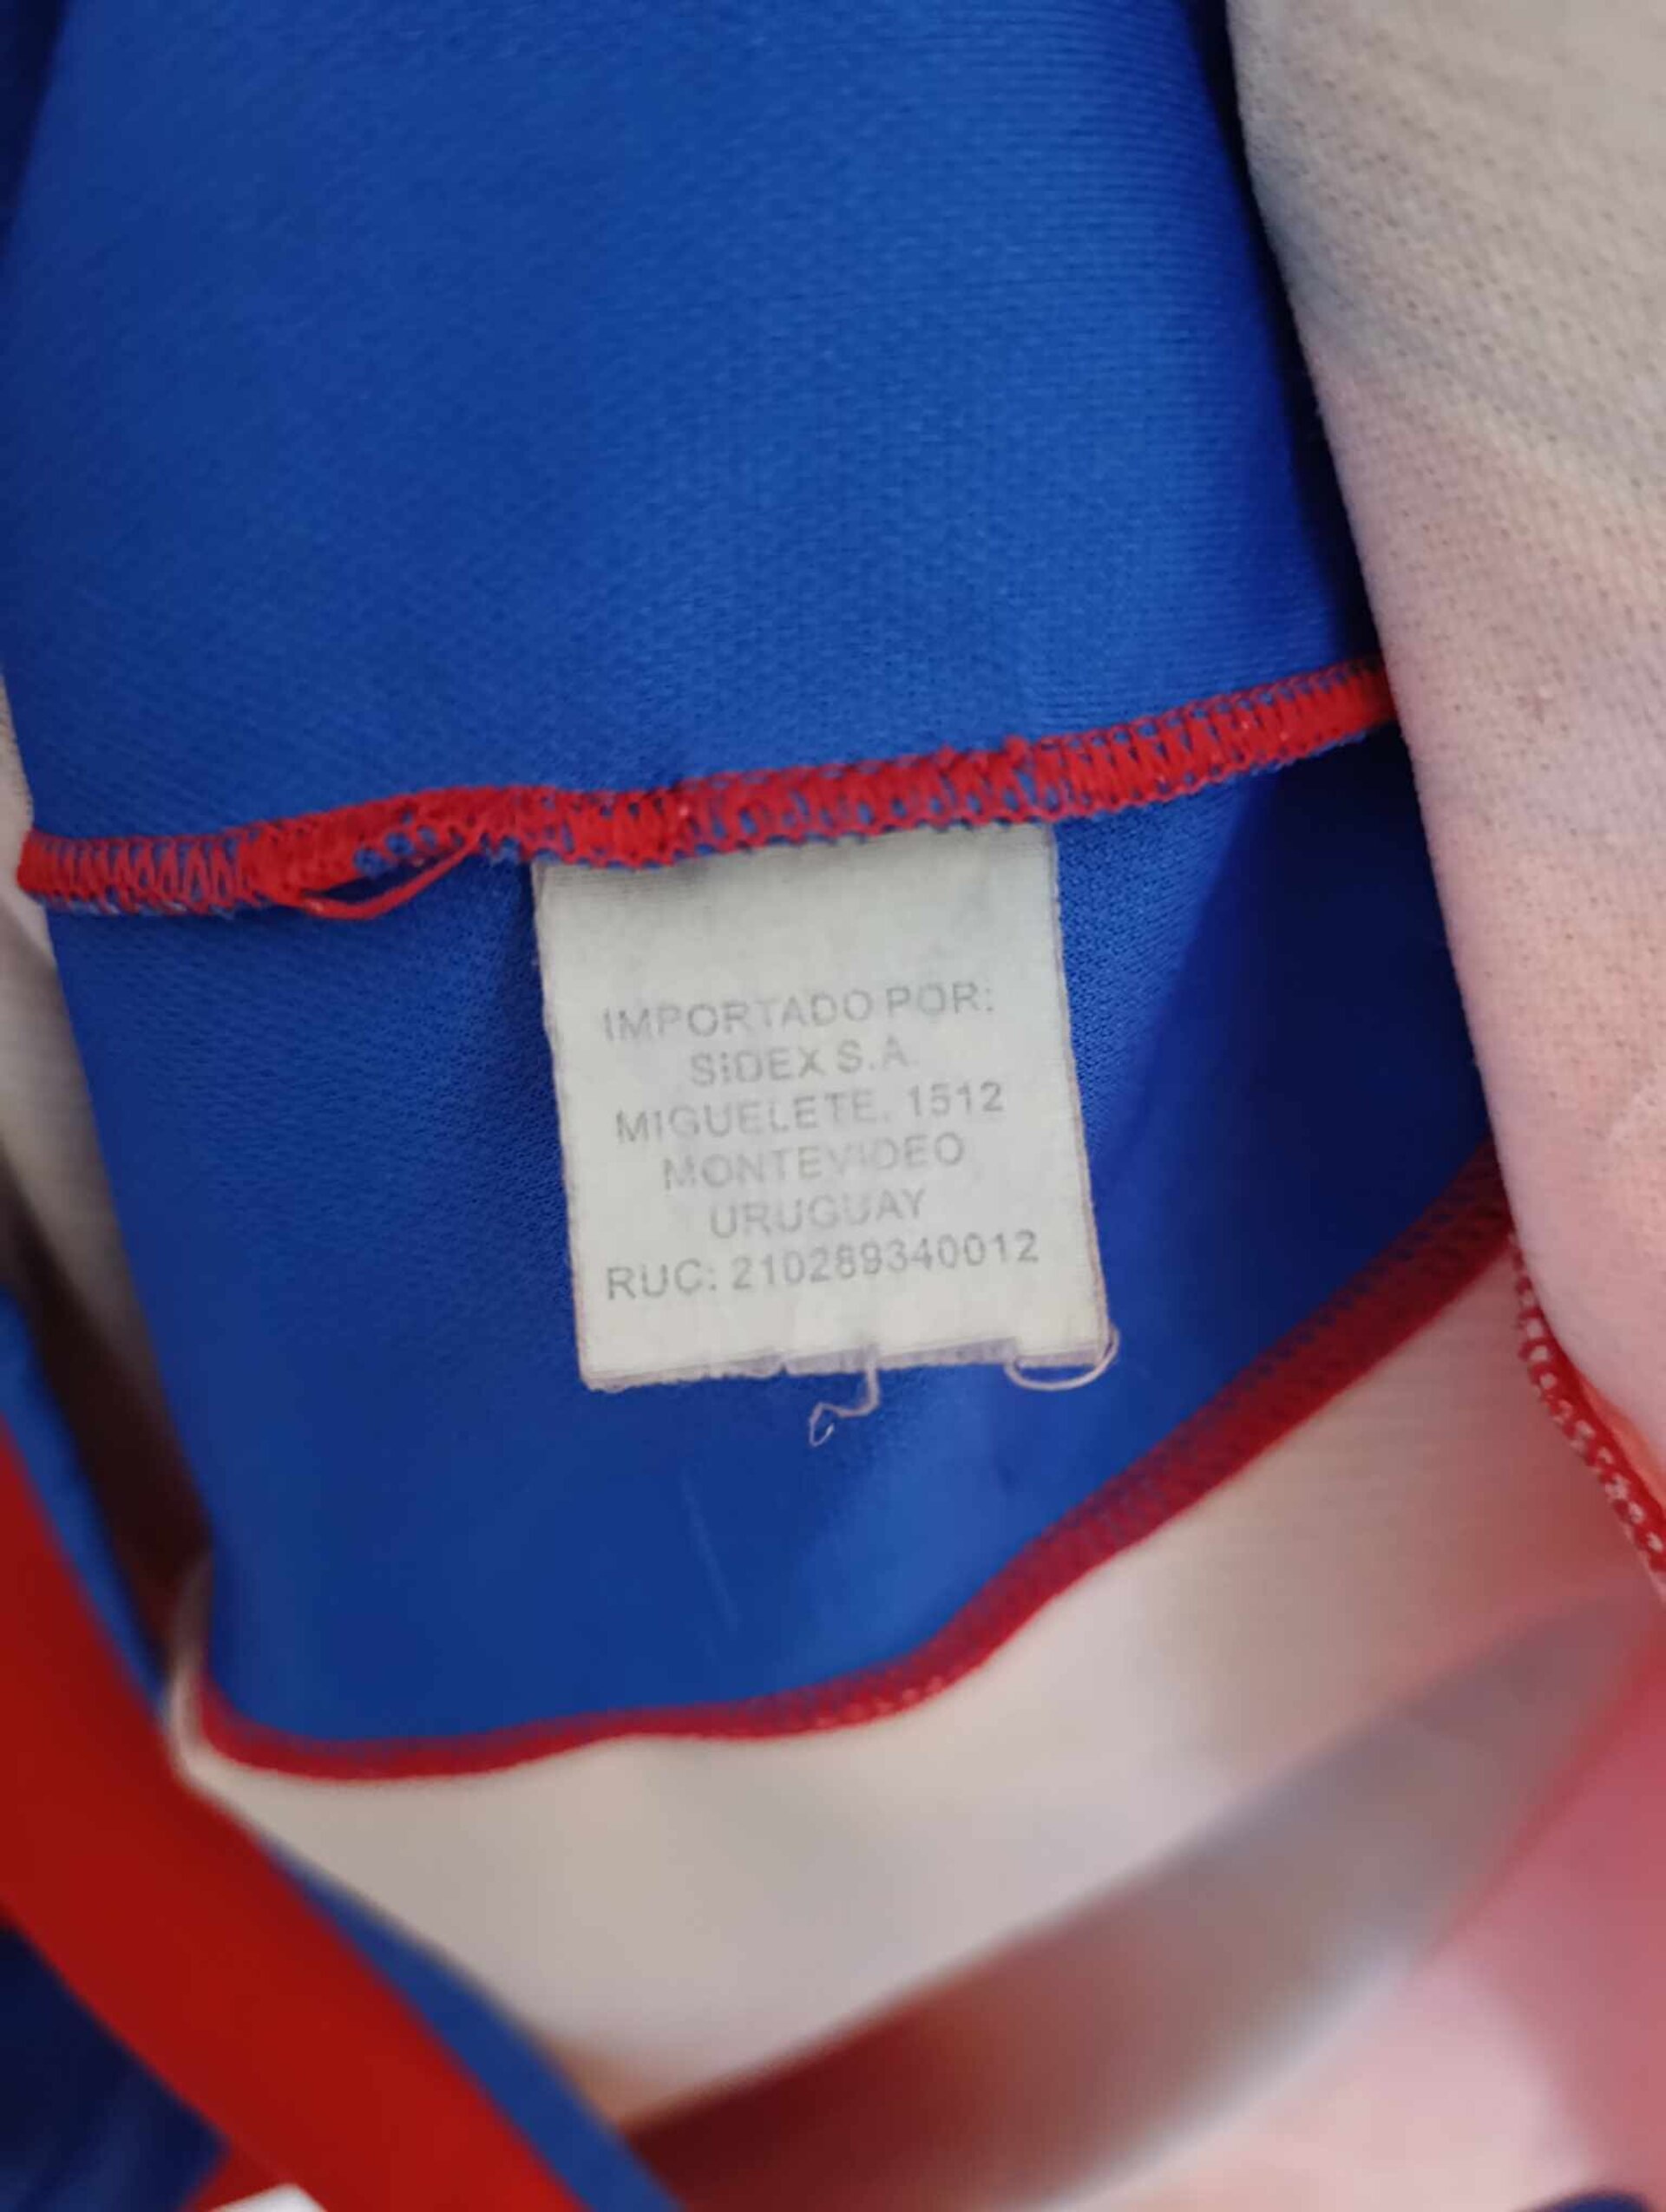 IMPORTADO POR:
SIDEX S.A.
MIGUELETE. 1512
MONTEVIDEO
URUGUAY
RUC: 210289340012